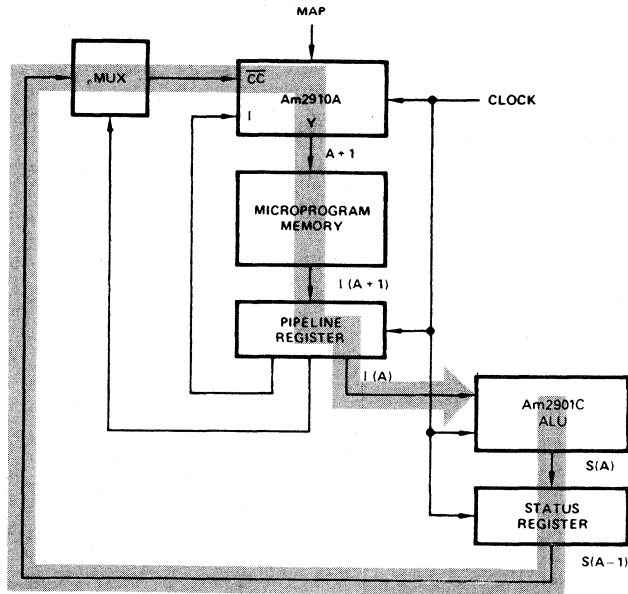 MAP
MUX
CC
Am2910A
CLOCK
I
Y
A + 1
MICROPROGRAM
MEMORY
I (A + 1)
PIPELINE
REGISTER
I (A)
Am2901C
ALU
S(A)
STATUS
REGISTER
S(A-1)